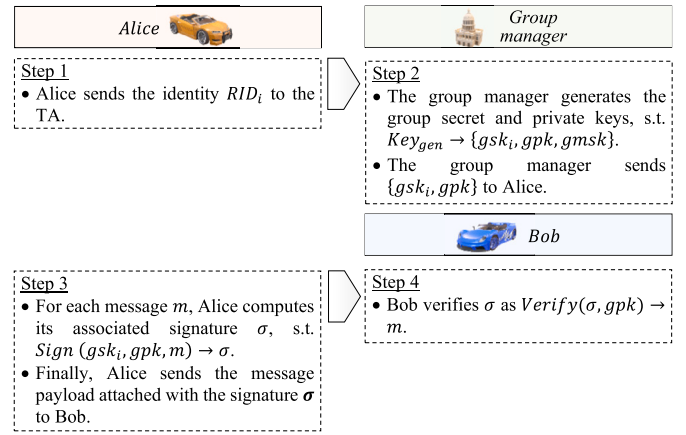 Alice
Group
manager
Step 1
• Alice sends the identity RIDᵢ to the
TA.
Step 2
• The group manager generates the
group secret and private keys, s.t.
Key_gen → {gskᵢ, gpk, gmsk}.
• The group manager sends
{gskᵢ, gpk} to Alice.
Bob
Step 3
• For each message m, Alice computes
its associated signature σ, s.t.
Sign (gskᵢ, gpk, m) → σ.
• Finally, Alice sends the message
payload attached with the signature σ
to Bob.
Step 4
• Bob verifies σ as Verify(σ, gpk) →
m.